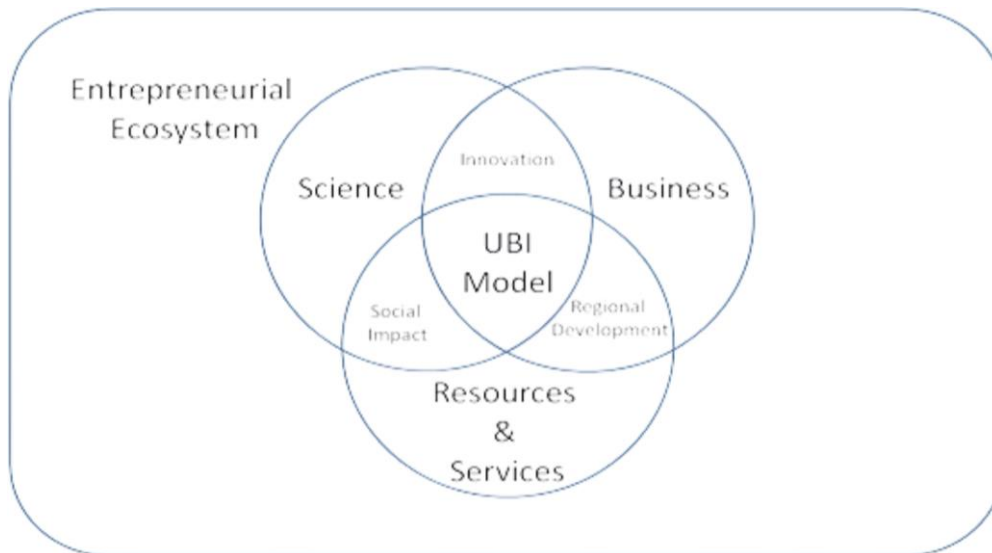 Entrepreneurial
Ecosystem
Innovation
Science
Business
UBI
Model
Social
Impact
Regional
Development
Resources
&
Services